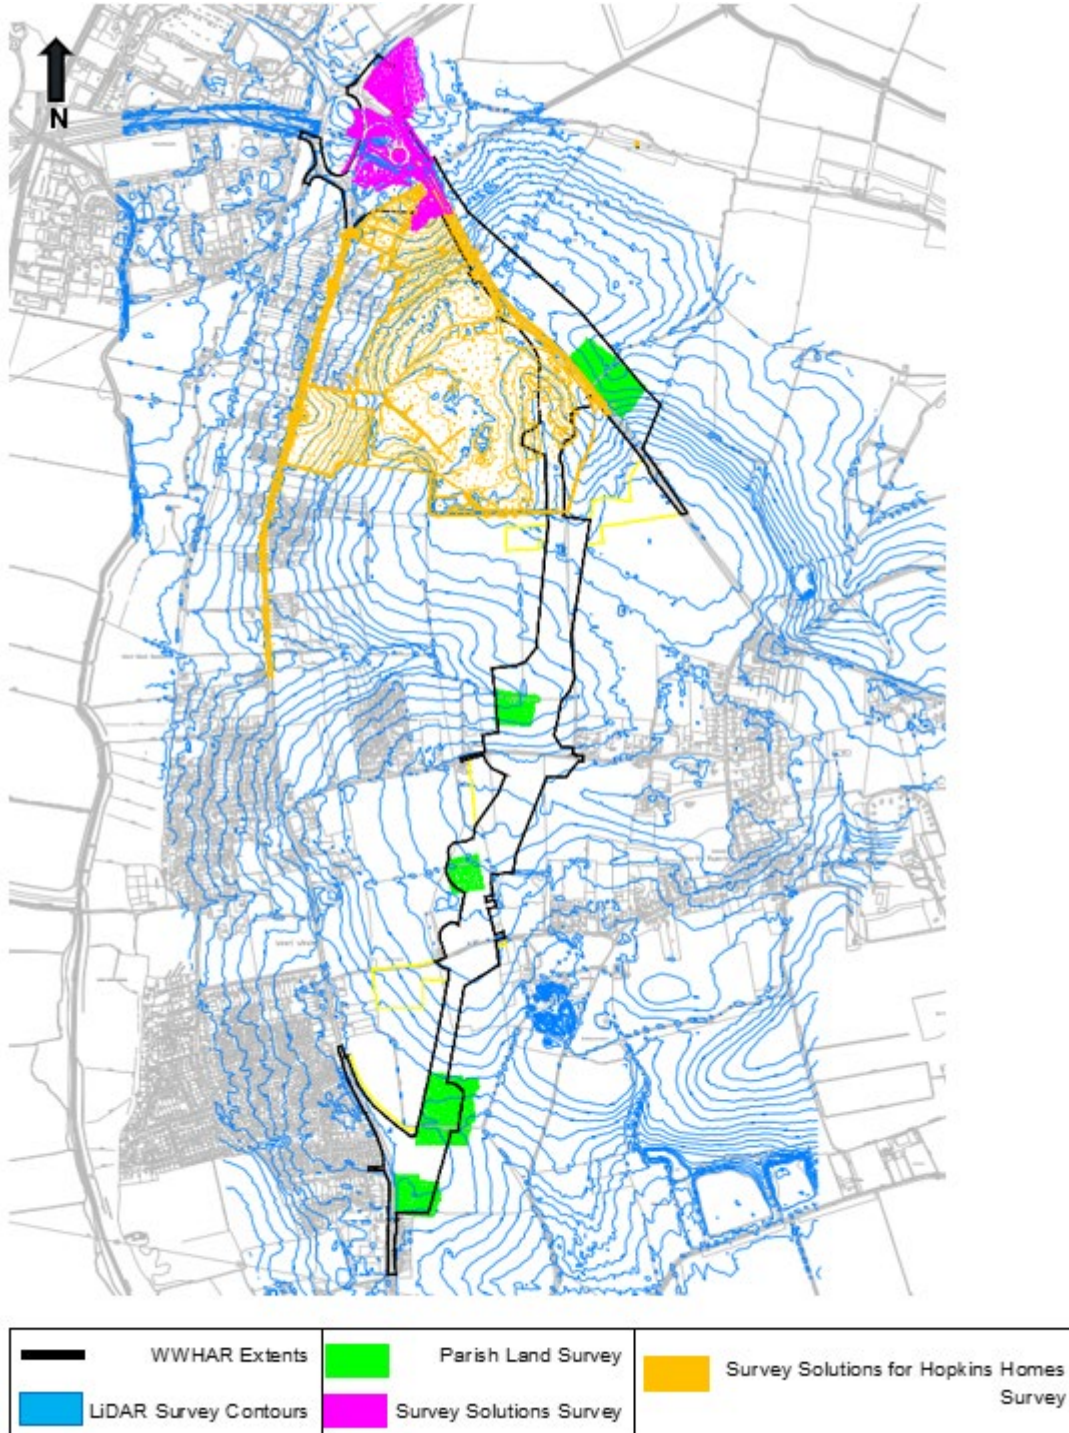 N
WWHAR Extents
LiDAR Survey Contours
Parish Land Survey
Survey Solutions Survey
Survey Solutions for Hopkins Homes
Survey